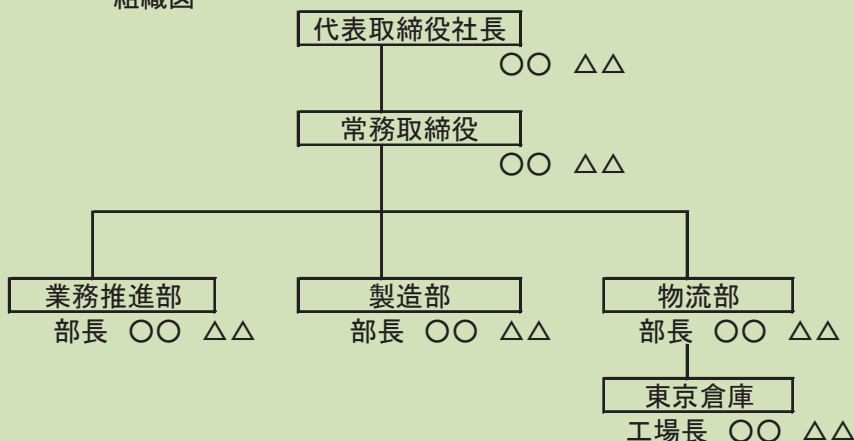 組織図
代表取締役社長
〇〇 △△
常務取締役
〇〇 △△
業務推進部 製造部 物流部
部長 〇〇 △△ 部長 〇〇 △△ 部長 〇〇 △△
東京倉庫
工場長 〇〇 △△